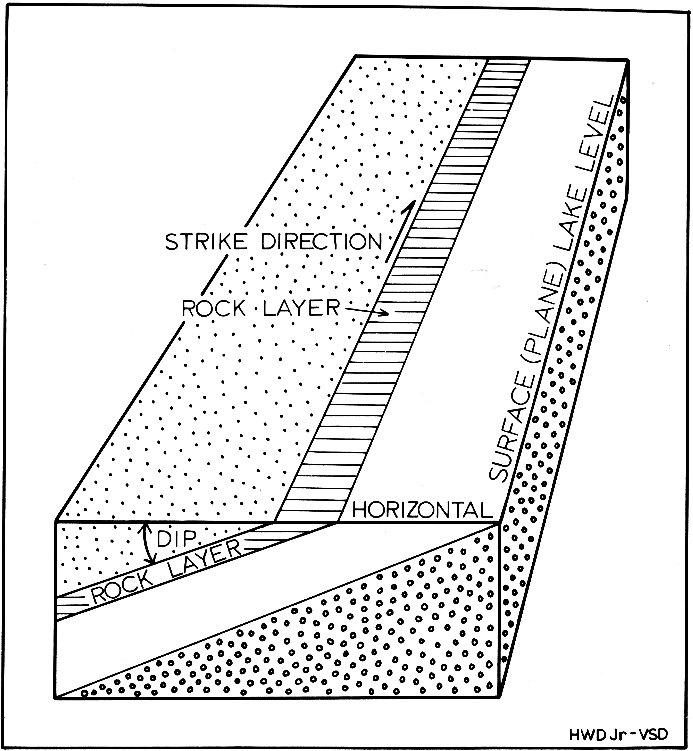 STRIKE DIRECTION
ROCK LAYER
SURFACE (PLANE) LAKE LEVEL
HORIZONTAL
DIP
ROCK LAYER
HWD Jr-VSD